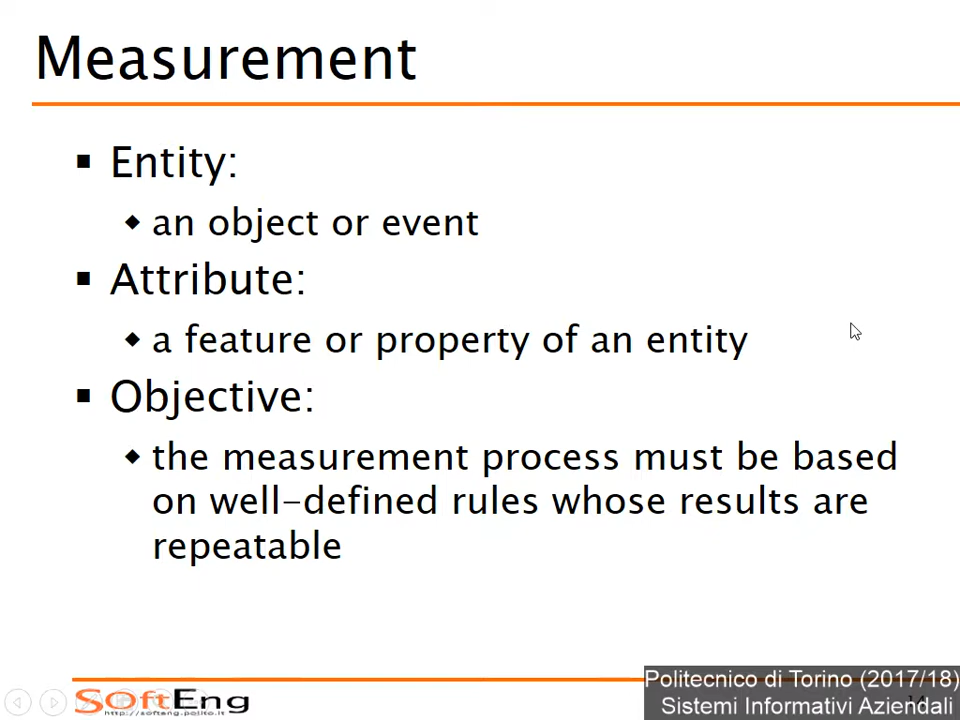 Measurement
Entity:
an object or event
Attribute:
a feature or property of an entity
Objective:
the measurement process must be based
on well-defined rules whose results are
repeatable
SoftEng
http://softeng.polito.it
Politecnico di Torino (2017/18)
Sistemi Informativi Aziendali